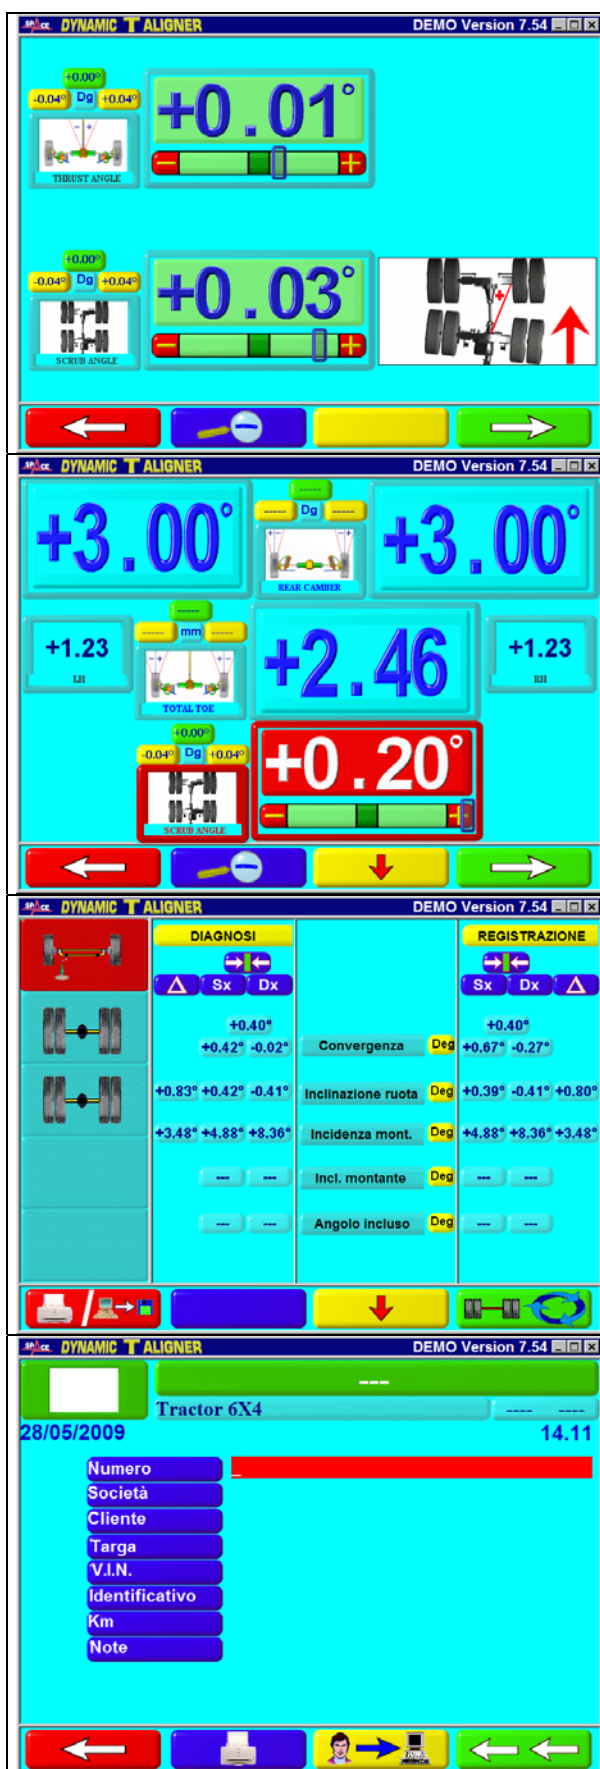 SPACE DYNAMIC T ALIGNER DEMO Version 7.54
+0.00°
-0.04° Dg +0.04°
THRUST ANGLE
+0.01°
- +
+0.00°
-0.04° Dg +0.04°
SCRUB ANGLE
+0.03°
- +
+
SPACE DYNAMIC T ALIGNER DEMO Version 7.54
+3.00°
-----
----- Dg -----
REAR CAMBER
+3.00°
+1.23
LH
-----
----- mm -----
TOTAL TOE
+2.46
+1.23
RH
+0.00°
-0.04° Dg +0.04°
SCRUB ANGLE
+0.20°
- +
SPACE DYNAMIC T ALIGNER DEMO Version 7.54
DIAGNOSI REGISTRAZIONE
Δ Sx Dx Sx Dx Δ
+0.40° +0.40°
+0.42° -0.02° Convergenza Deg +0.67° -0.27°
+0.83° +0.42° -0.41° Inclinazione ruota Deg +0.39° -0.41° +0.80°
+3.48° +4.88° +8.36° Incidenza mont. Deg +4.88° +8.36° +3.48°
--- --- Incl. montante Deg --- ---
--- --- Angolo incluso Deg --- ---
SPACE DYNAMIC T ALIGNER DEMO Version 7.54
---
Tractor 6X4 ---- ----
28/05/2009 14.11
Numero _
Società
Cliente
Targa
V.I.N.
Identificativo
Km
Note